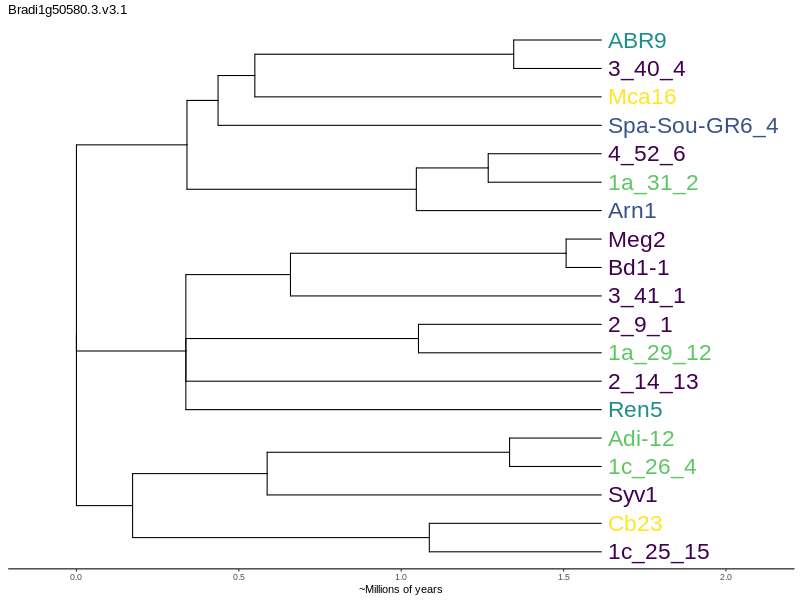 Bradi1g50580.3.v3.1
ABR9
3_40_4
Mca16
Spa-Sou-GR6_4
4_52_6
1a_31_2
Arn1
Meg2
Bd1-1
3_41_1
2_9_1
1a_29_12
2_14_13
Ren5
Adi-12
1c_26_4
Syv1
Cb23
1c_25_15
0.0 0.5 1.0 1.5 2.0
~Millions of years